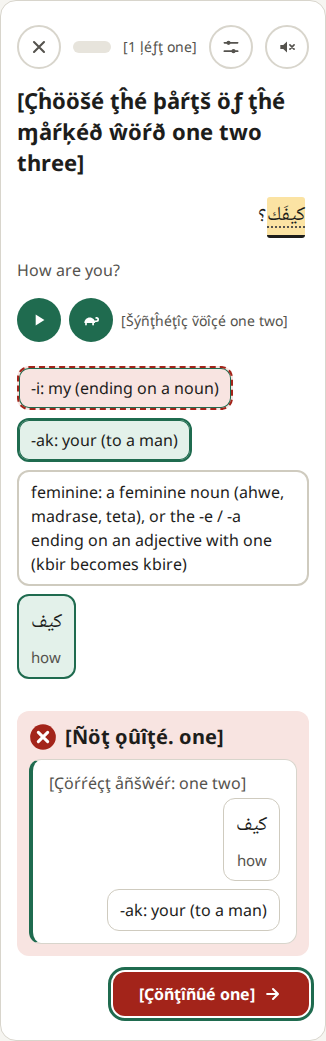 [1 ļéƒţ one]
[Çĥöööšé ţĥé þåŕţš öƒ ţĥé
ɱåŕķéð ŵöŕð one two
three]
كيفَك؟
How are you?
[Šýñţĥéţîç ṽöîçé one two]
-i: my (ending on a noun)
-ak: your (to a man)
feminine: a feminine noun (ahwe,
madrase, teta), or the -e / -a
ending on an adjective with one
(kbir becomes kbire)
كيف
how
[Ñöţ ǫûîţé. one]
[Çöŕŕéçţ åñšŵéŕ: one two]
كيف
how
-ak: your (to a man)
[Çöñţîñûé one]